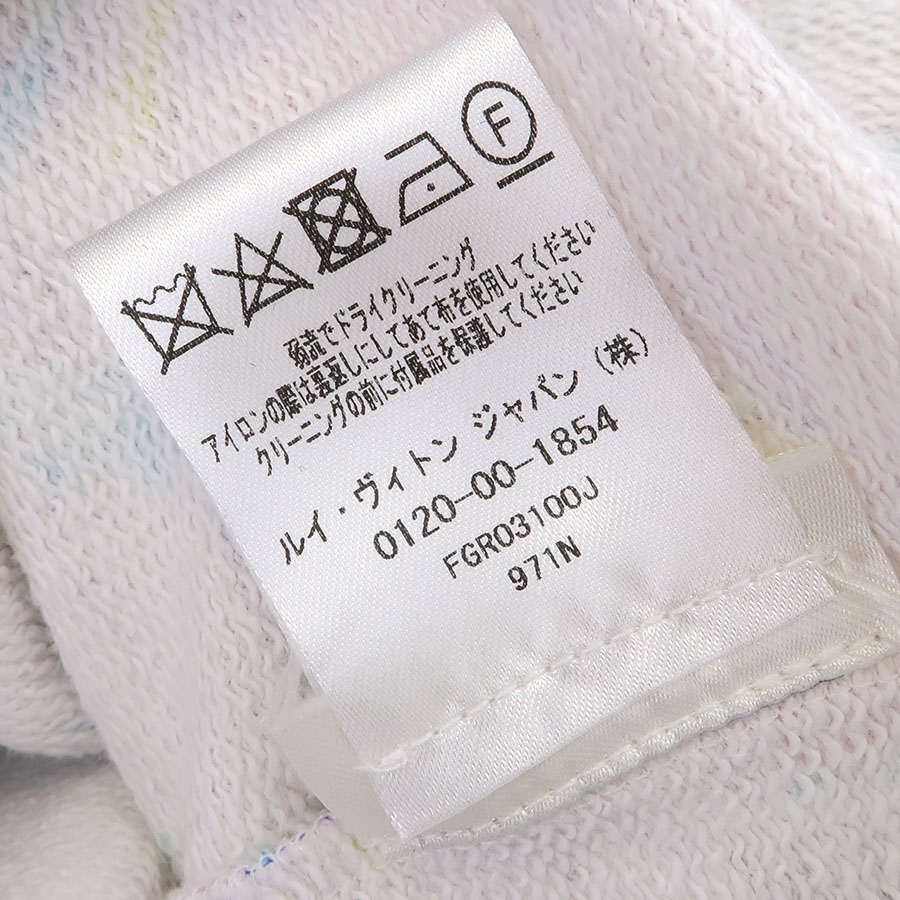 F
弱流でドライクリーニング
アイロンの際は裏返しにしてあて布を使用してください
クリーニングの前に付属品を保護してください
ルイ・ヴィトン ジャパン (株)
0120-00-1854
FGR03100J
971N